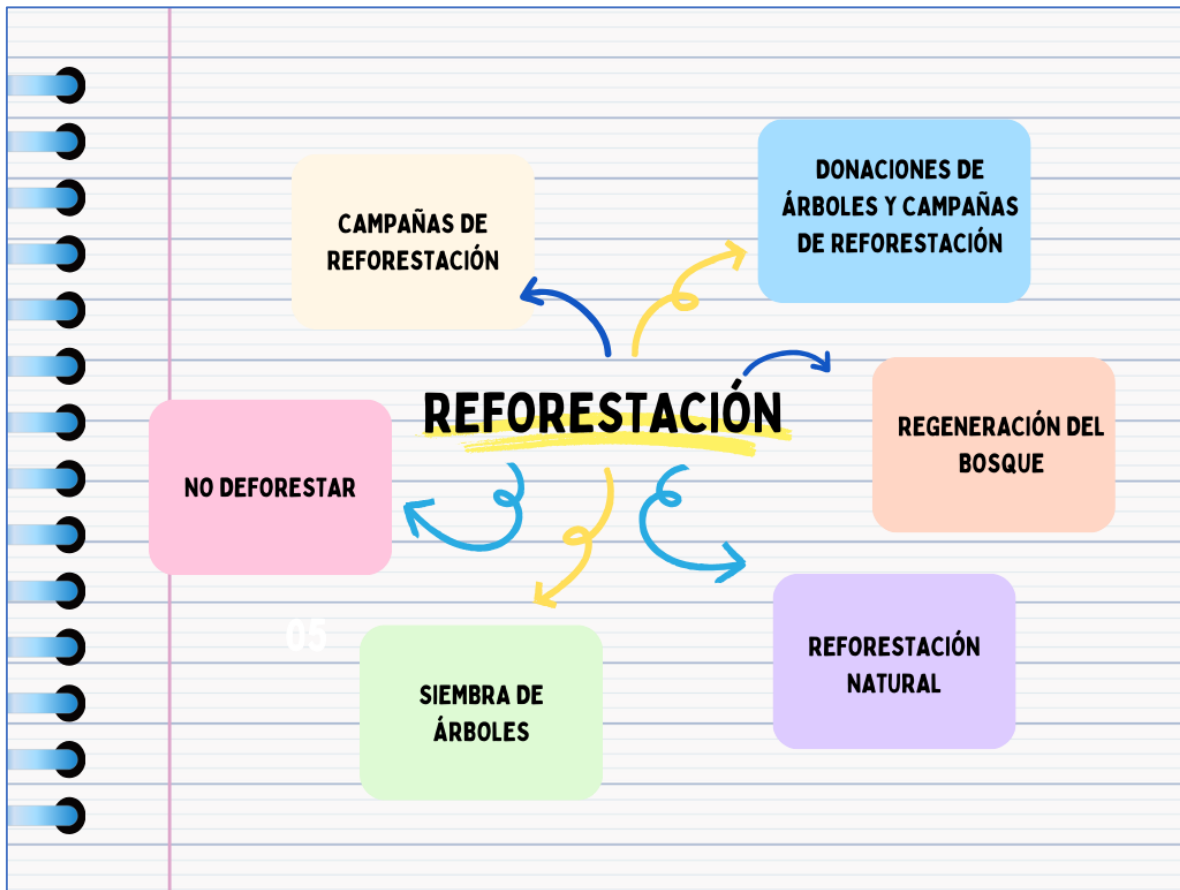 CAMPAÑAS DE
REFORESTACIÓN
DONACIONES DE
ÁRBOLES Y CAMPAÑAS
DE REFORESTACIÓN
REFORESTACIÓN
REGENERACIÓN DEL
BOSQUE
NO DEFORESTAR
REFORESTACIÓN
NATURAL
05
SIEMBRA DE
ÁRBOLES